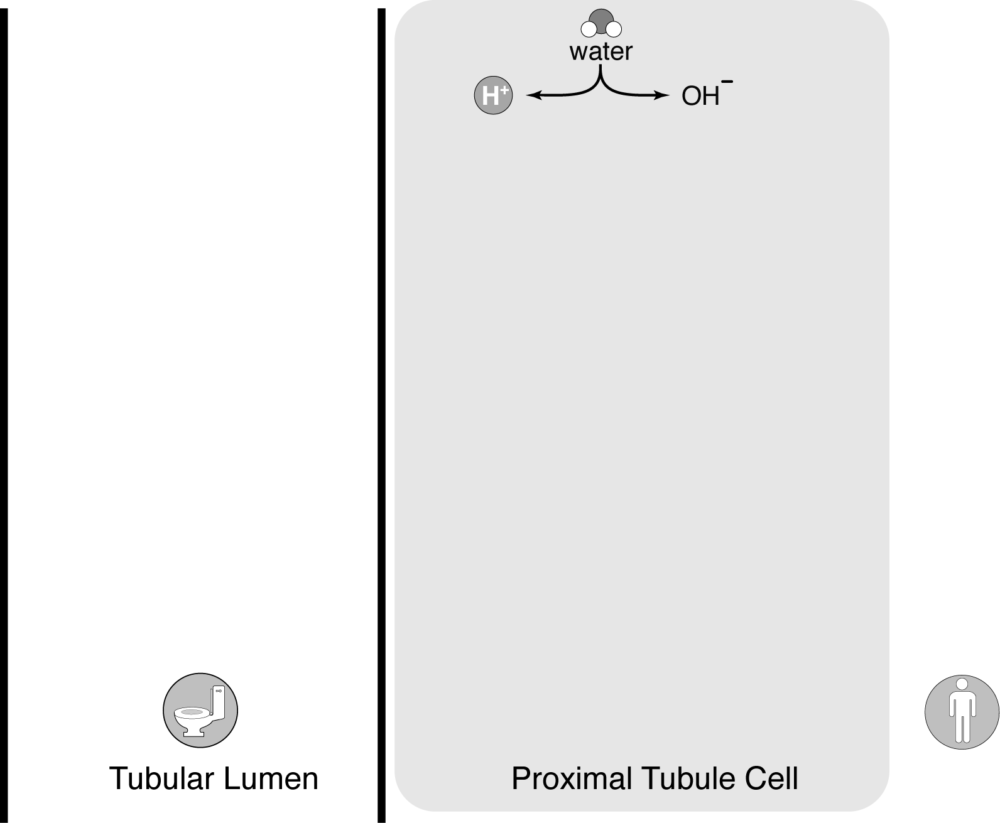 water
H⁺
OH⁻
Tubular Lumen
Proximal Tubule Cell